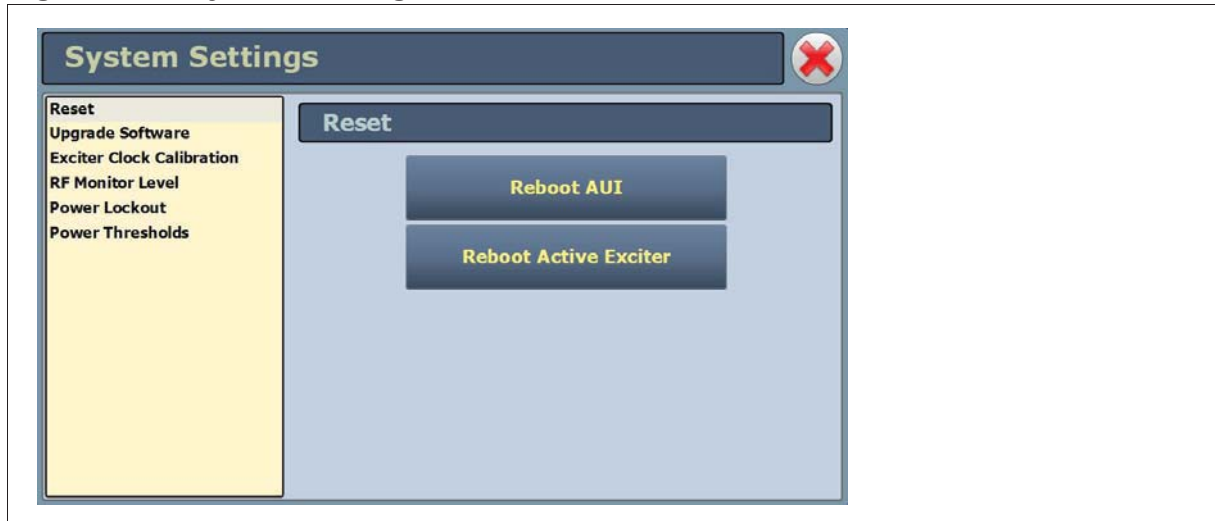 System Settings
Reset
Upgrade Software
Exciter Clock Calibration
RF Monitor Level
Power Lockout
Power Thresholds
Reset
Reboot AUI
Reboot Active Exciter